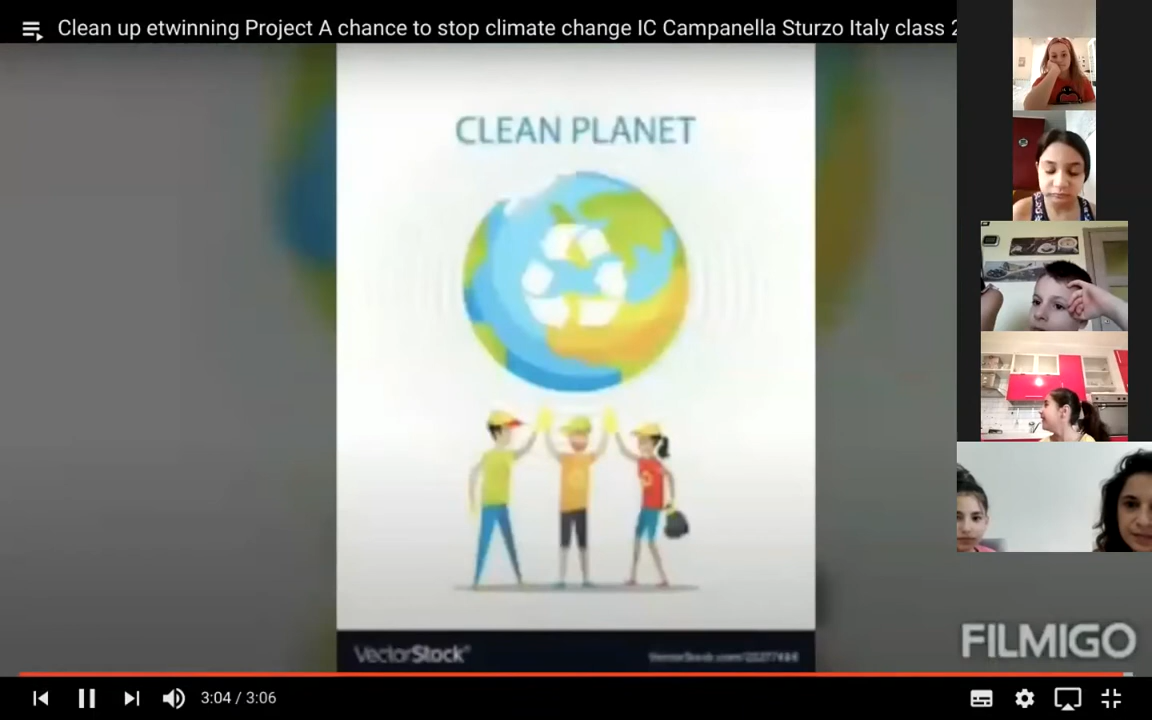 Clean up etwinning Project A chance to stop climate change IC Campanella Sturzo Italy class 2
CLEAN PLANET
VectorStock®
FILMIGO
3:04 / 3:06